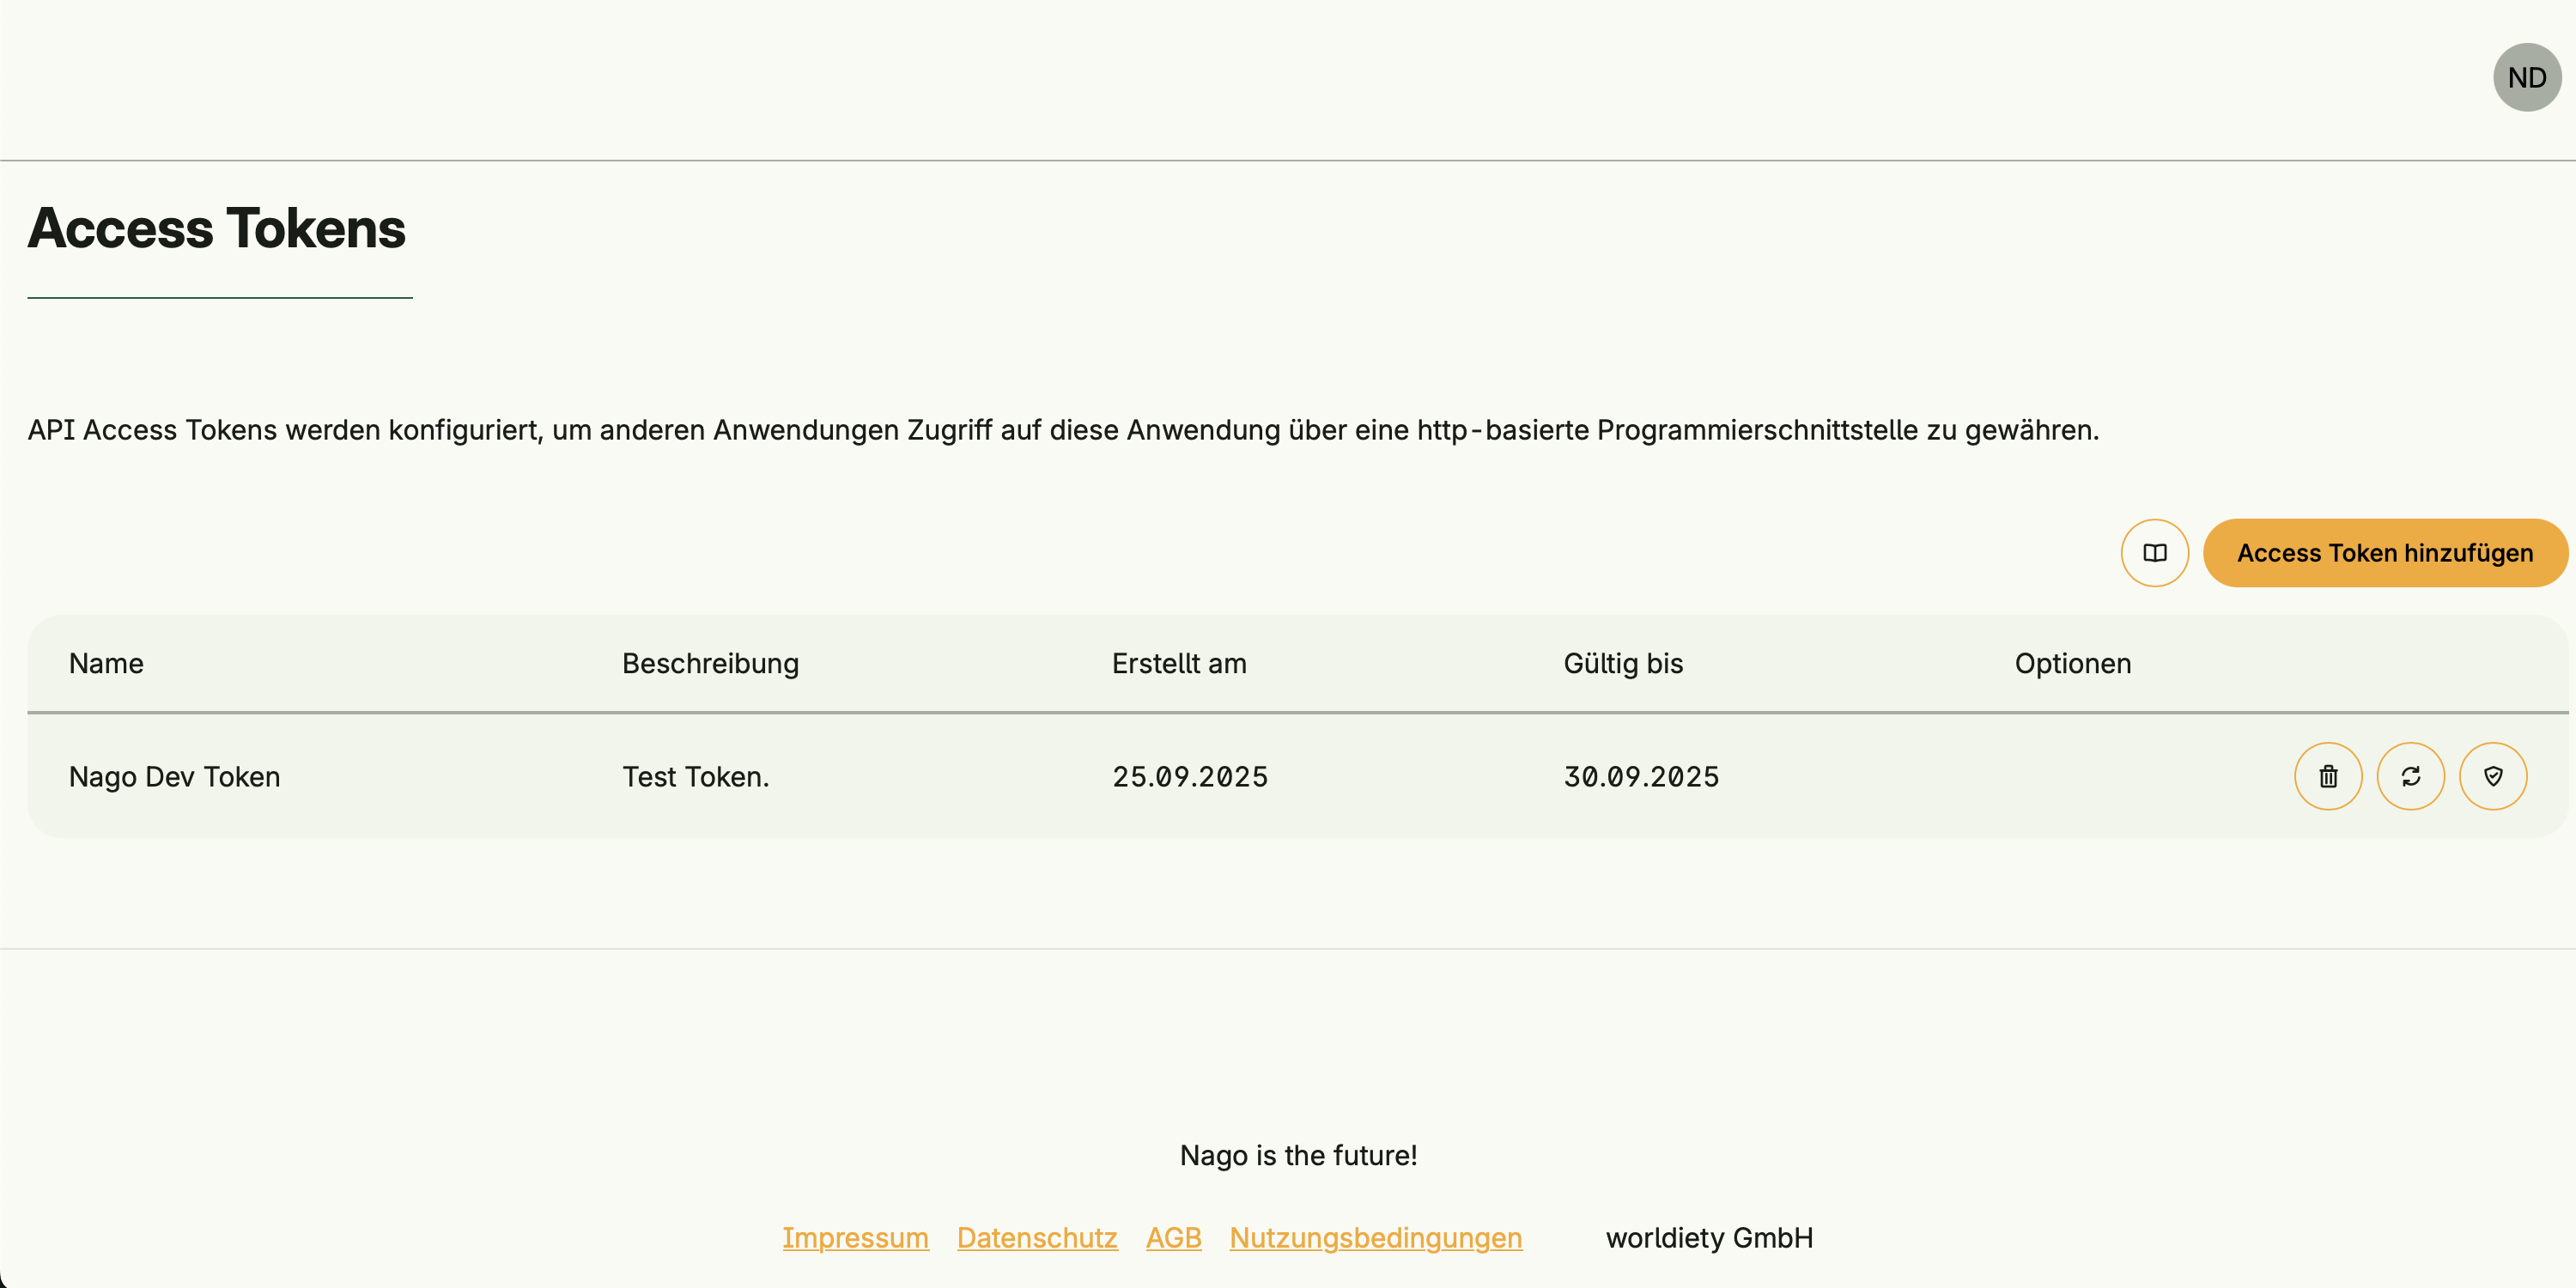 ND
Access Tokens
API Access Tokens werden konfiguriert, um anderen Anwendungen Zugriff auf diese Anwendung über eine http-basierte Programmierschnittstelle zu gewähren.
Access Token hinzufügen
Name Beschreibung Erstellt am Gültig bis Optionen
Nago Dev Token Test Token. 25.09.2025 30.09.2025
Nago is the future!
Impressum Datenschutz AGB Nutzungsbedingungen worldiety GmbH